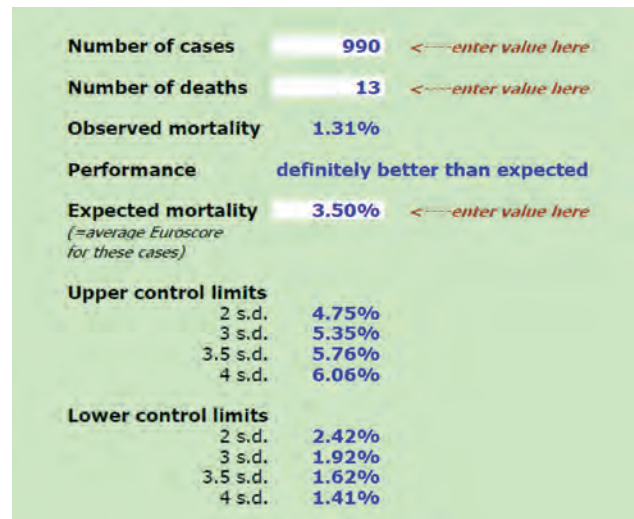 Number of cases 990 <----enter value here
Number of deaths 13 <----enter value here
Observed mortality 1.31%
Performance definitely better than expected
Expected mortality 3.50% <----enter value here
(=average Euroscore
for these cases)
Upper control limits
2 s.d. 4.75%
3 s.d. 5.35%
3.5 s.d. 5.76%
4 s.d. 6.06%
Lower control limits
2 s.d. 2.42%
3 s.d. 1.92%
3.5 s.d. 1.62%
4 s.d. 1.41%